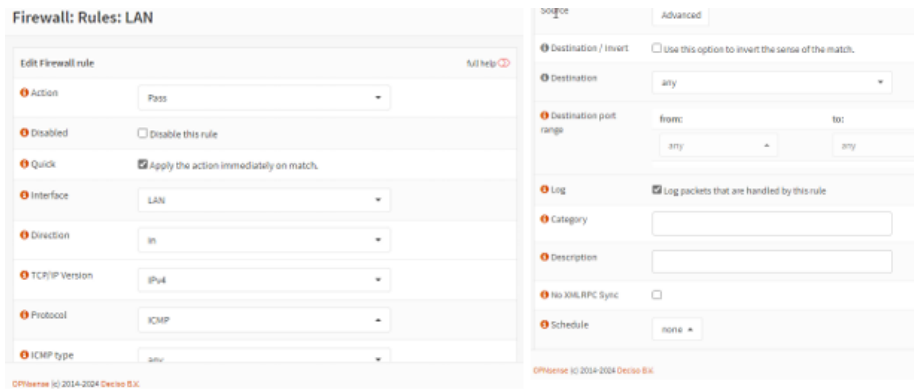 Firewall: Rules: LAN
Edit Firewall rule
full help
Action
Pass
Disabled
Disable this rule
Quick
Apply the action immediately on match.
Interface
LAN
Direction
in
TCP/IP Version
IPv4
Protocol
ICMP
ICMP type
any
OPNsense (c) 2014-2024 Deciso B.V.
Source
Advanced
Destination / Invert
Use this option to invert the sense of the match.
Destination
any
Destination port
range
from:
to:
any
any
Log
Log packets that are handled by this rule
Category
Description
No XMLRPC Sync
Schedule
none
OPNsense (c) 2014-2024 Deciso B.V.